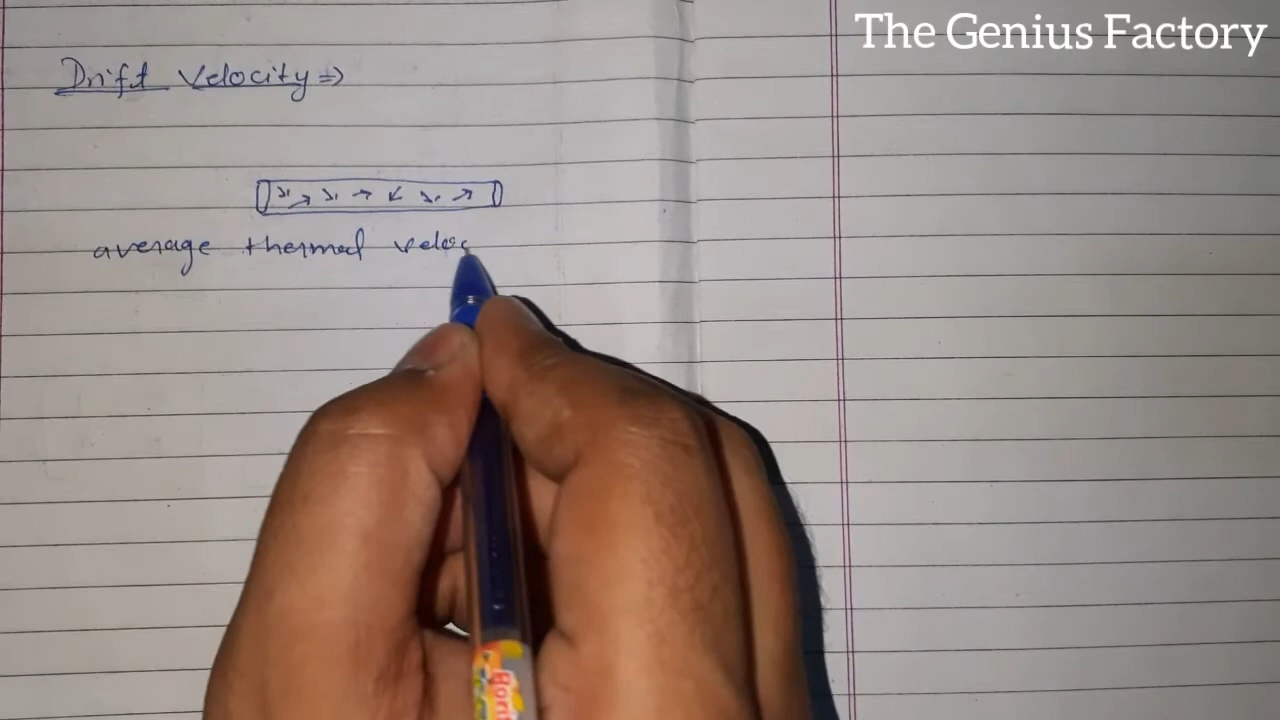 The Genius Factory
Drift Velocity ⇒
average thermal veloc